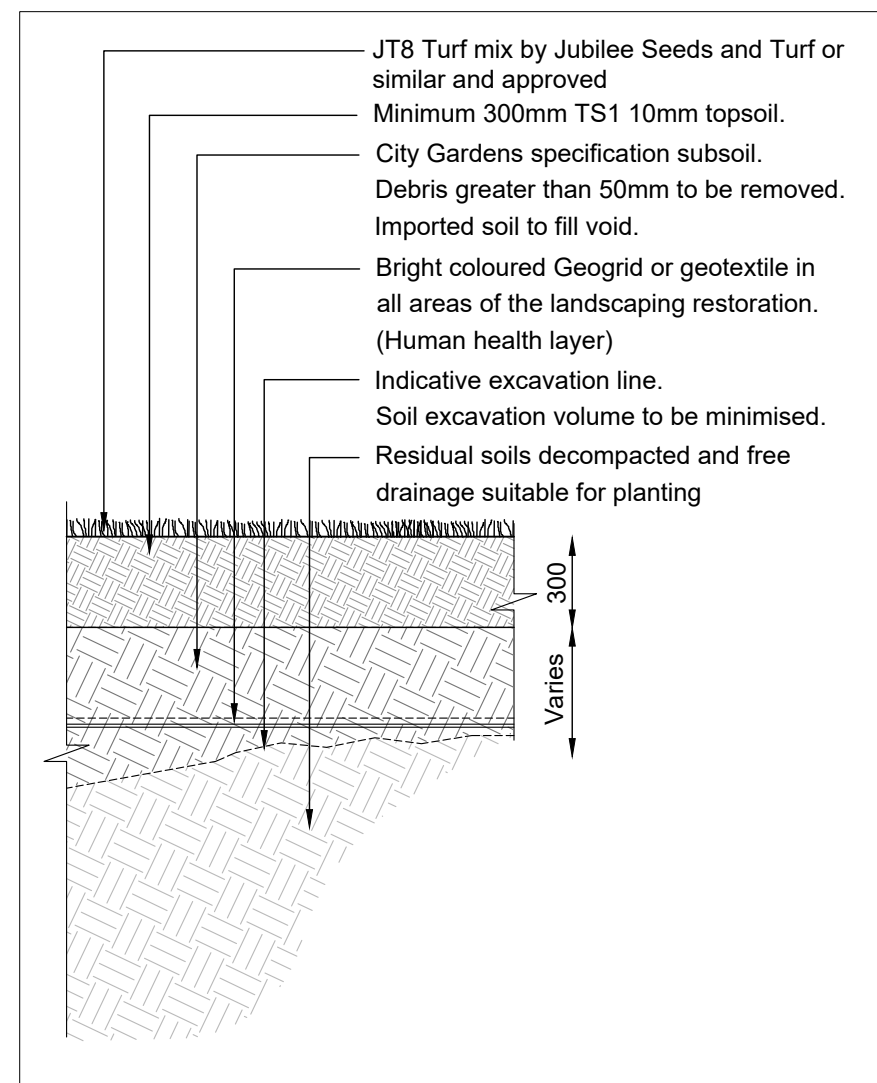 JT8 Turf mix by Jubilee Seeds and Turf or
similar and approved
Minimum 300mm TS1 10mm topsoil.
City Gardens specification subsoil.
Debris greater than 50mm to be removed.
Imported soil to fill void.
Bright coloured Geogrid or geotextile in
all areas of the landscaping restoration.
(Human health layer)
Indicative excavation line.
Soil excavation volume to be minimised.
Residual soils decompacted and free
drainage suitable for planting
300
Varies